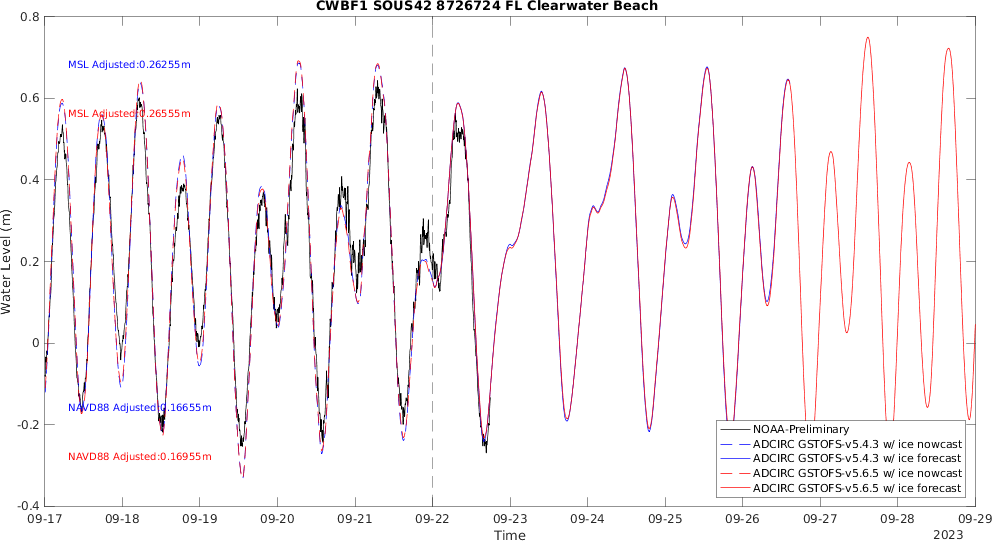 CWBF1 SOUS42 8726724 FL Clearwater Beach
0.8
0.6
0.4
0.2
0
-0.2
-0.4
Water Level (m)
MSL Adjusted:0.26255m
MSL Adjusted:0.26555m
NAVD88 Adjusted:0.16655m
NAVD88 Adjusted:0.16955m
NOAA-Preliminary
ADCIRC GSTOFS-v5.4.3 w/ ice nowcast
ADCIRC GSTOFS-v5.4.3 w/ ice forecast
ADCIRC GSTOFS-v5.6.5 w/ ice nowcast
ADCIRC GSTOFS-v5.6.5 w/ ice forecast
09-17 09-18 09-19 09-20 09-21 09-22 09-23 09-24 09-25 09-26 09-27 09-28 09-29
Time
2023